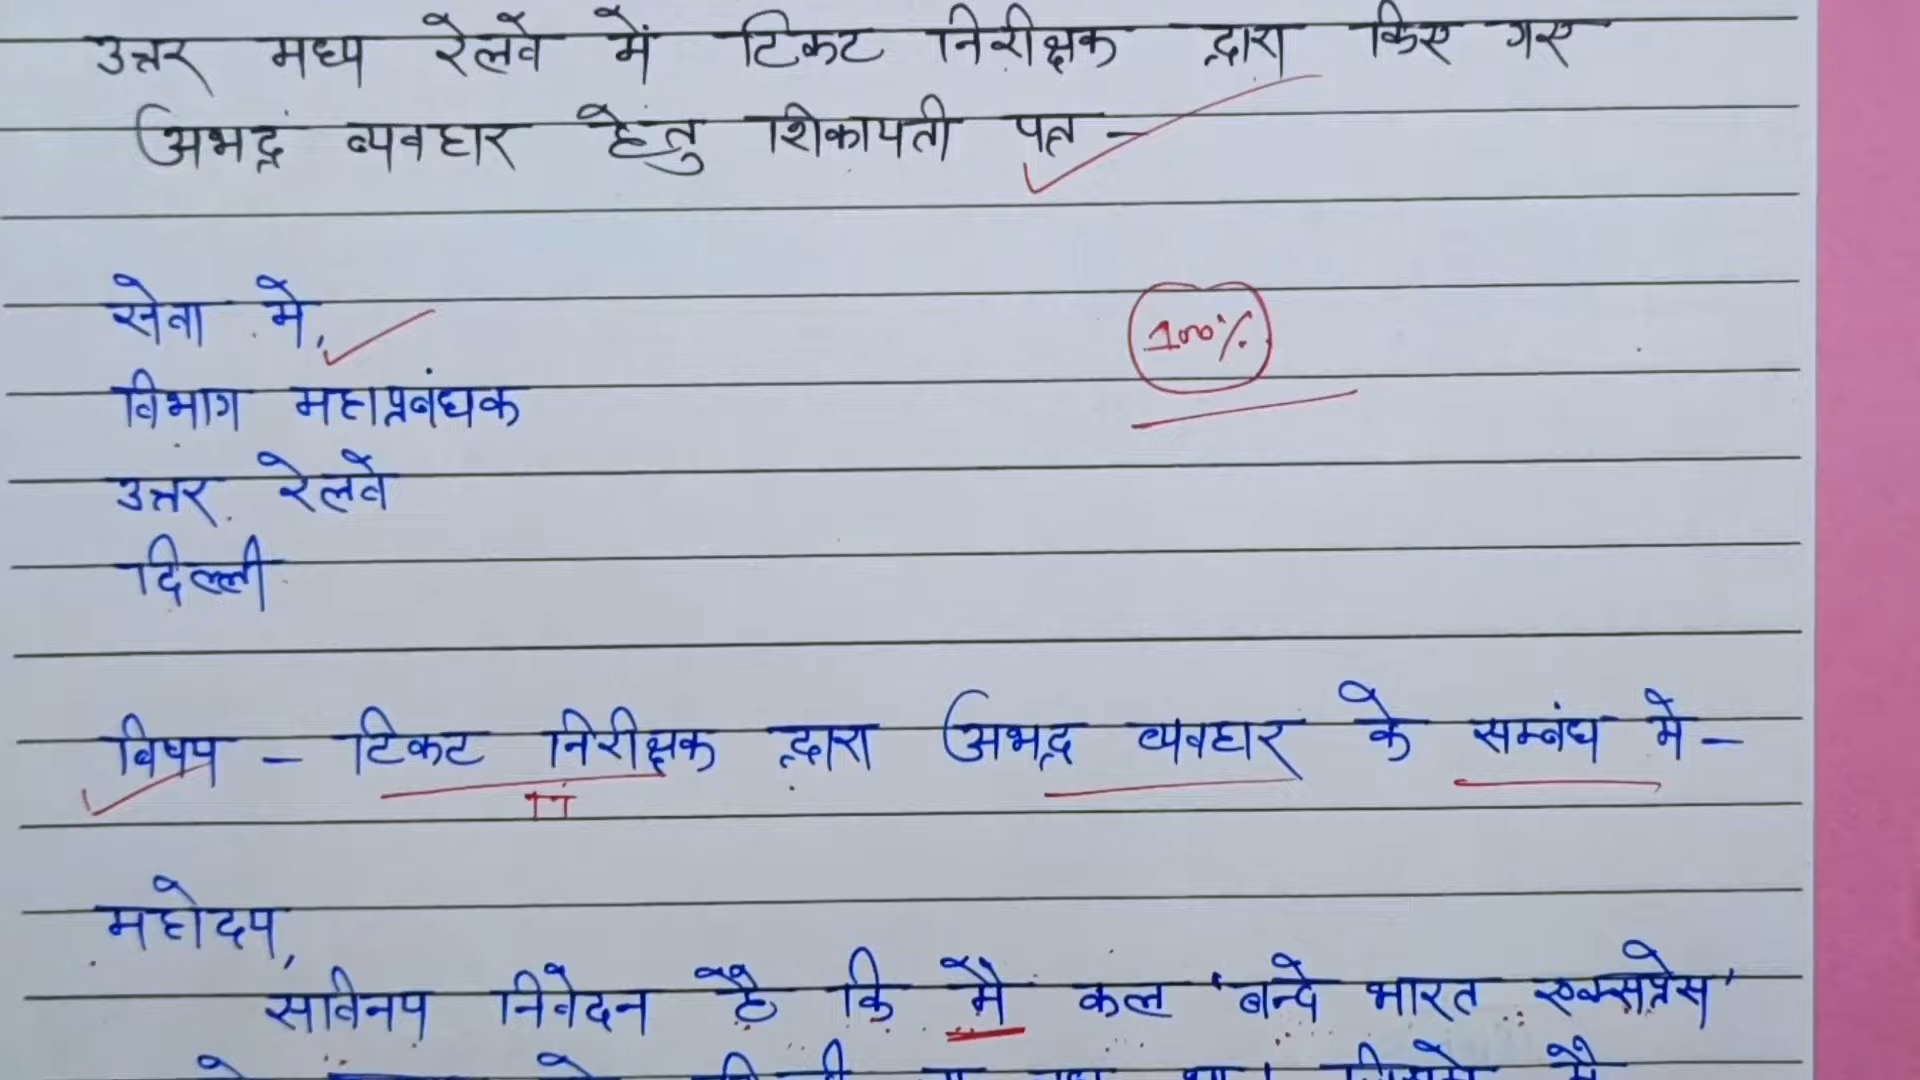 उत्तर मध्य रेलवे में टिकट निरीक्षक द्वारा किए गए
अभद्र व्यवहार हेतु शिकायती पत्र -
सेवा मे,
100%
विभाग महाप्रबंधक
उत्तर रेलवे
दिल्ली
विषय - टिकट निरीक्षक द्वारा अभद्र व्यवहार के सम्बंध मे -
महोदय,
सविनय निवेदन है कि मै कल 'बन्दे भारत एक्सप्रेस'